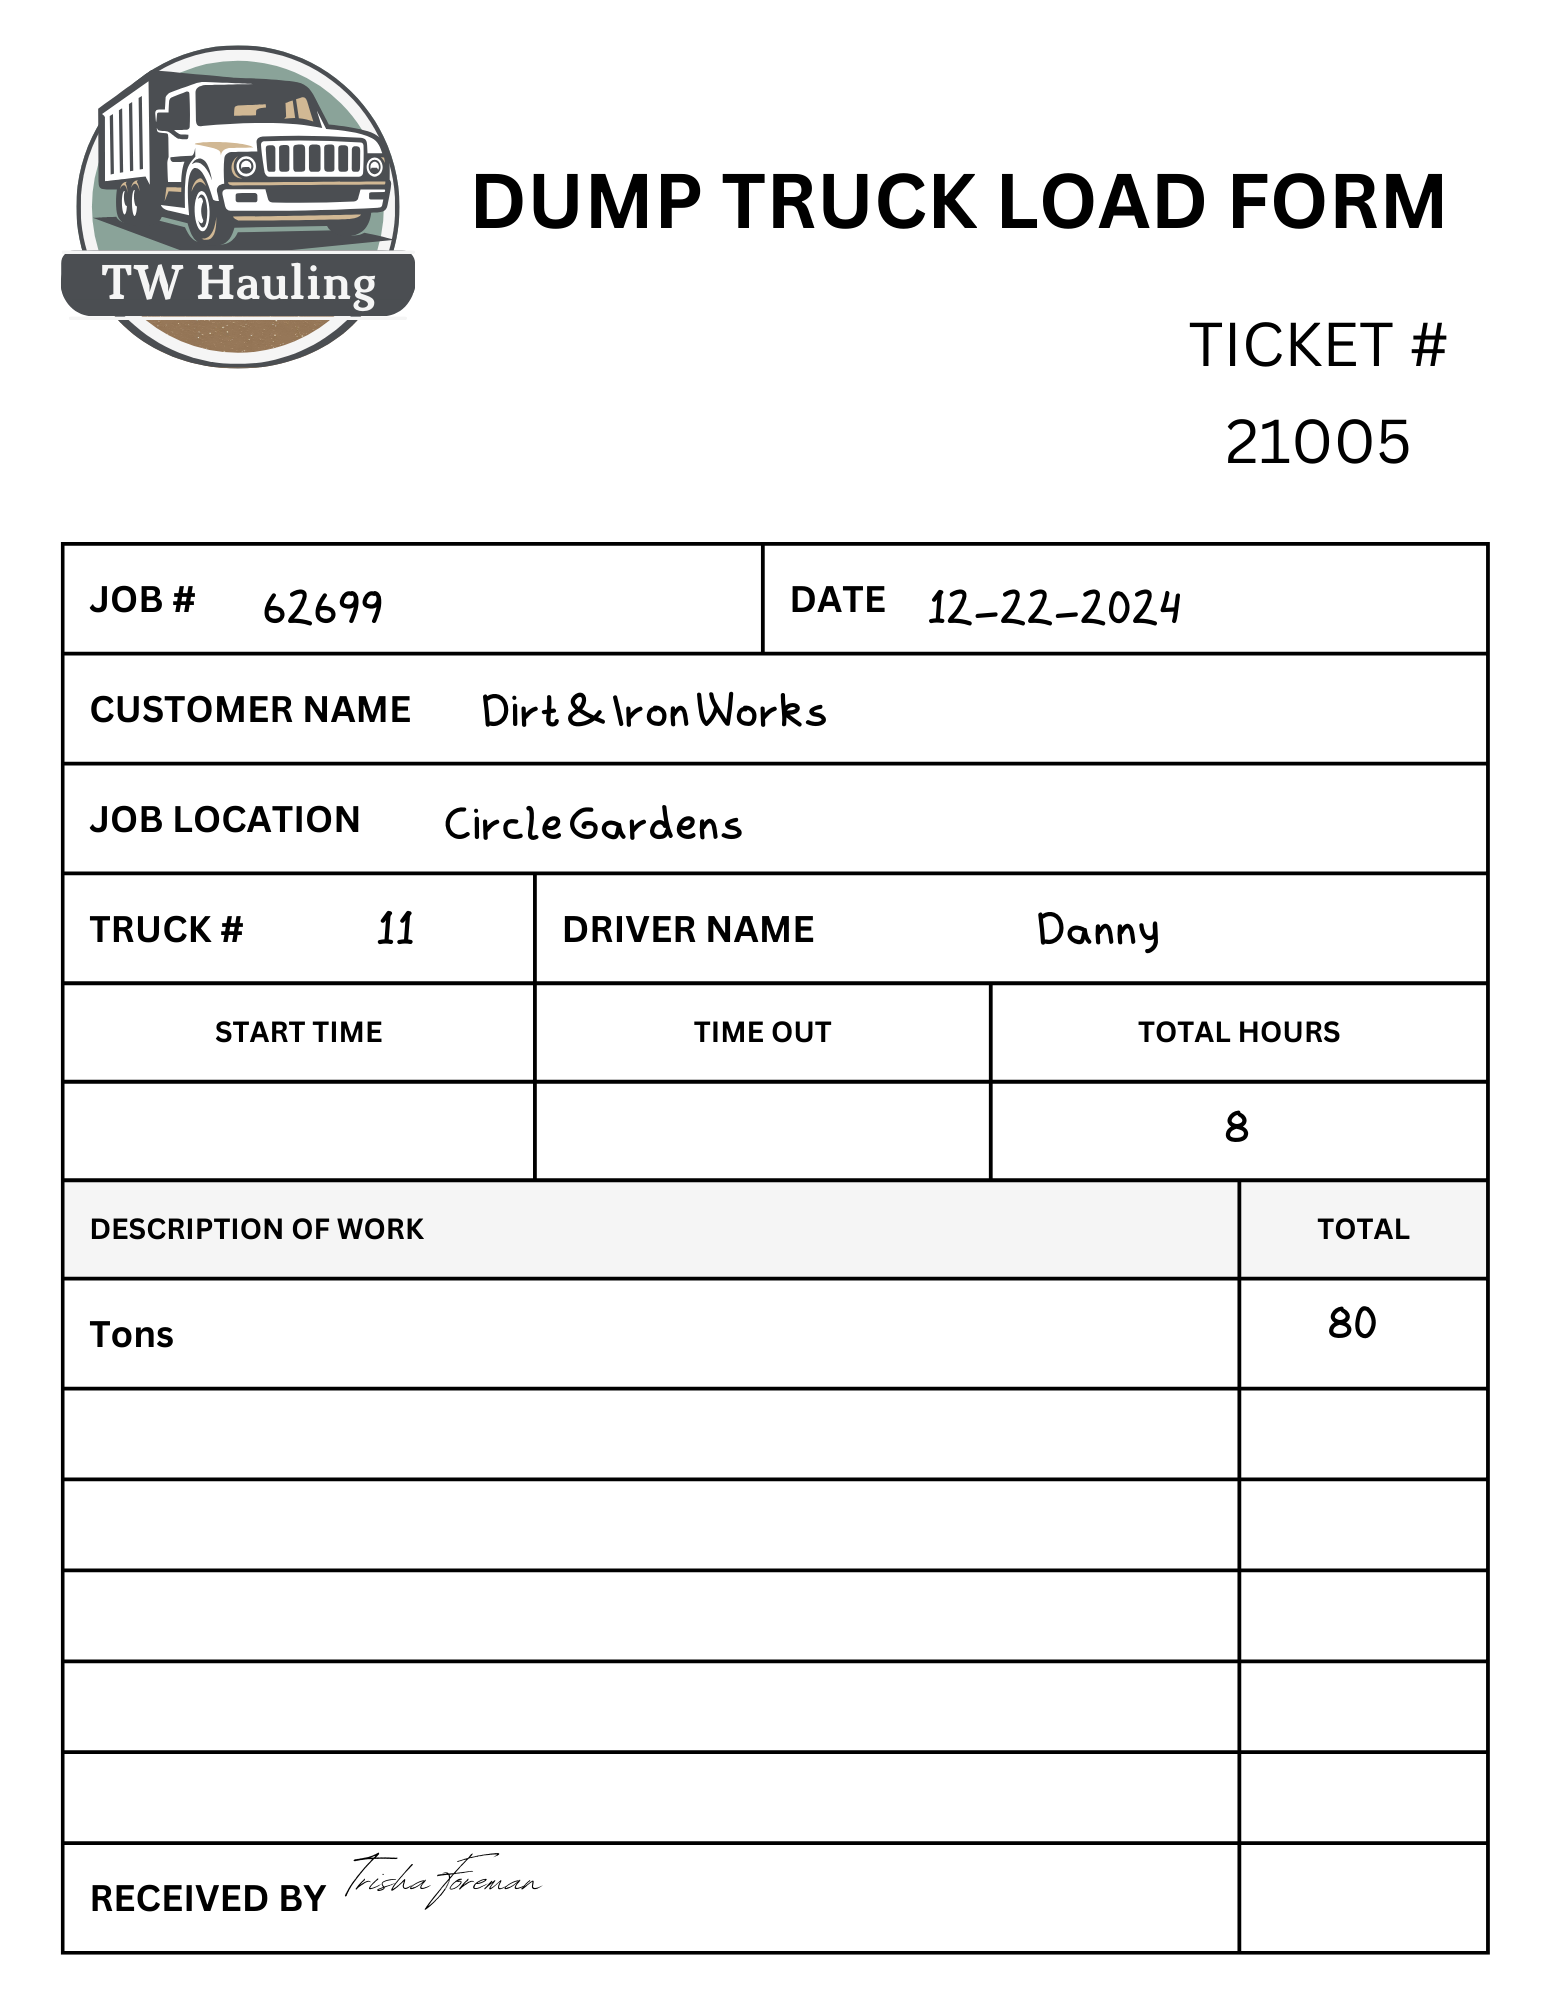 TW Hauling
DUMP TRUCK LOAD FORM
TICKET #
21005
JOB # 62699 DATE 12-22-2024
CUSTOMER NAME Dirt & Iron Works
JOB LOCATION Circle Gardens
TRUCK # 11 DRIVER NAME Danny
START TIME TIME OUT TOTAL HOURS
8
DESCRIPTION OF WORK TOTAL
Tons 80
RECEIVED BY Trisha Foreman